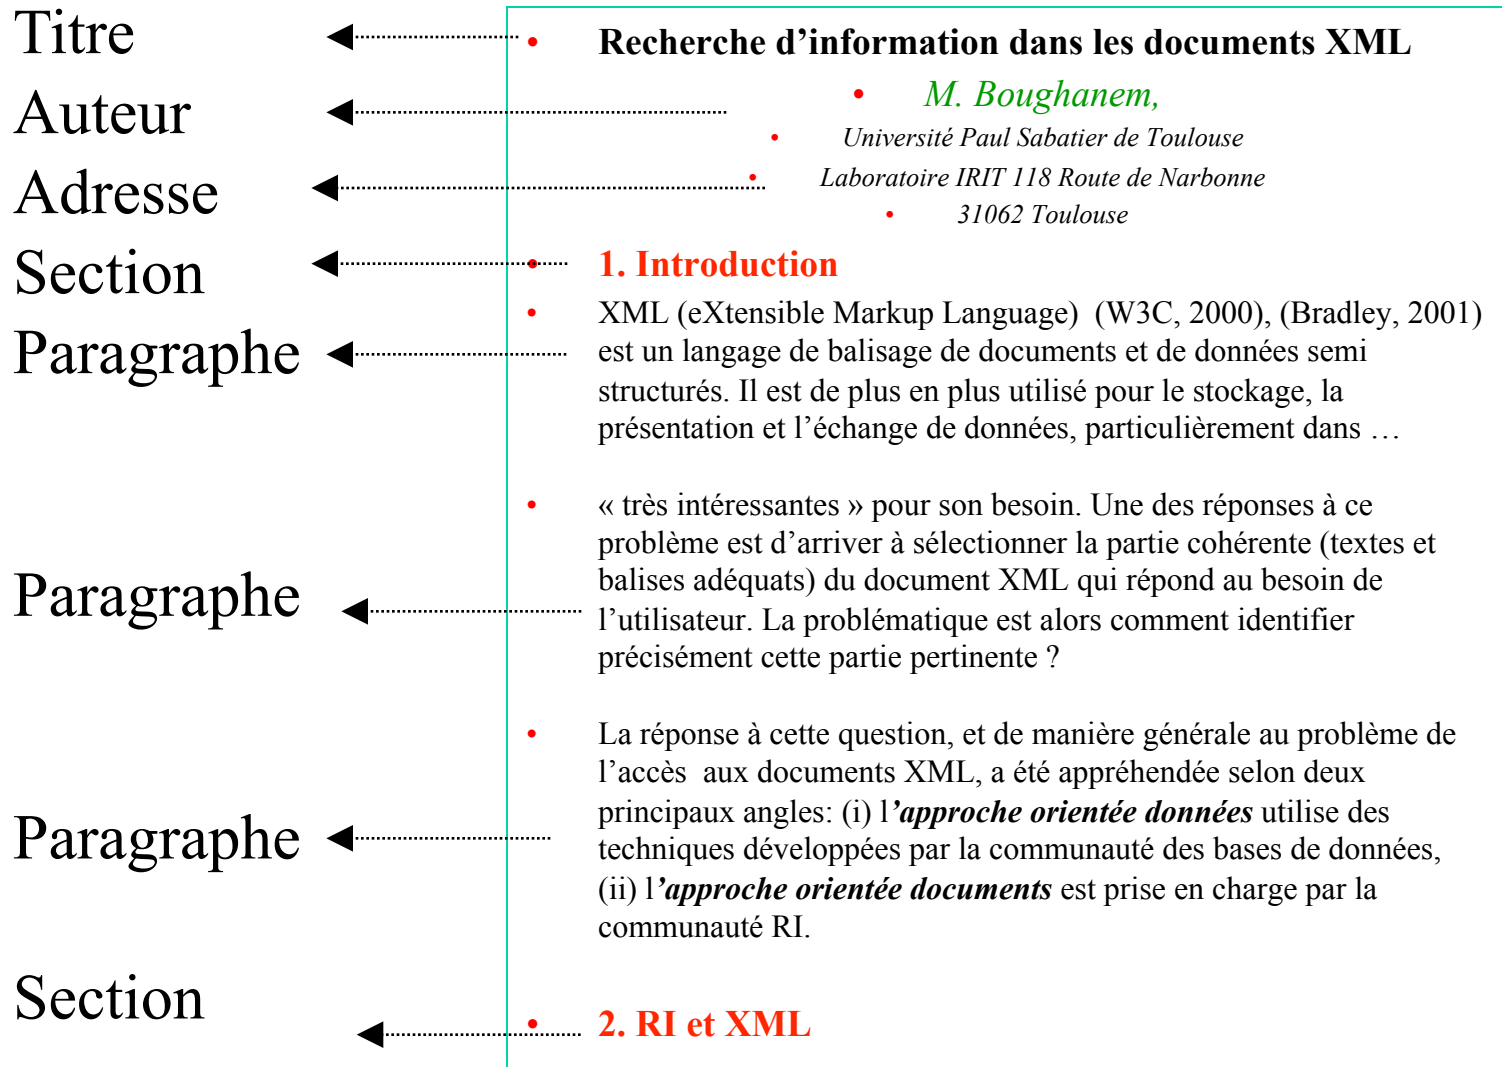 Titre
• Recherche d’information dans les documents XML
Auteur
• M. Boughanem,
• Université Paul Sabatier de Toulouse
Adresse
• Laboratoire IRIT 118 Route de Narbonne
• 31062 Toulouse
Section
• 1. Introduction
Paragraphe
• XML (eXtensible Markup Language)  (W3C, 2000), (Bradley, 2001)
est un langage de balisage de documents et de données semi
structurés. Il est de plus en plus utilisé pour le stockage, la
présentation et l’échange de données, particulièrement dans …
Paragraphe
• « très intéressantes » pour son besoin. Une des réponses à ce
problème est d’arriver à sélectionner la partie cohérente (textes et
balises adéquats) du document XML qui répond au besoin de
l’utilisateur. La problématique est alors comment identifier
précisément cette partie pertinente ?
Paragraphe
• La réponse à cette question, et de manière générale au problème de
l’accès  aux documents XML, a été appréhendée selon deux
principaux angles: (i) l’approche orientée données utilise des
techniques développées par la communauté des bases de données,
(ii) l’approche orientée documents est prise en charge par la
communauté RI.
Section
• 2. RI et XML